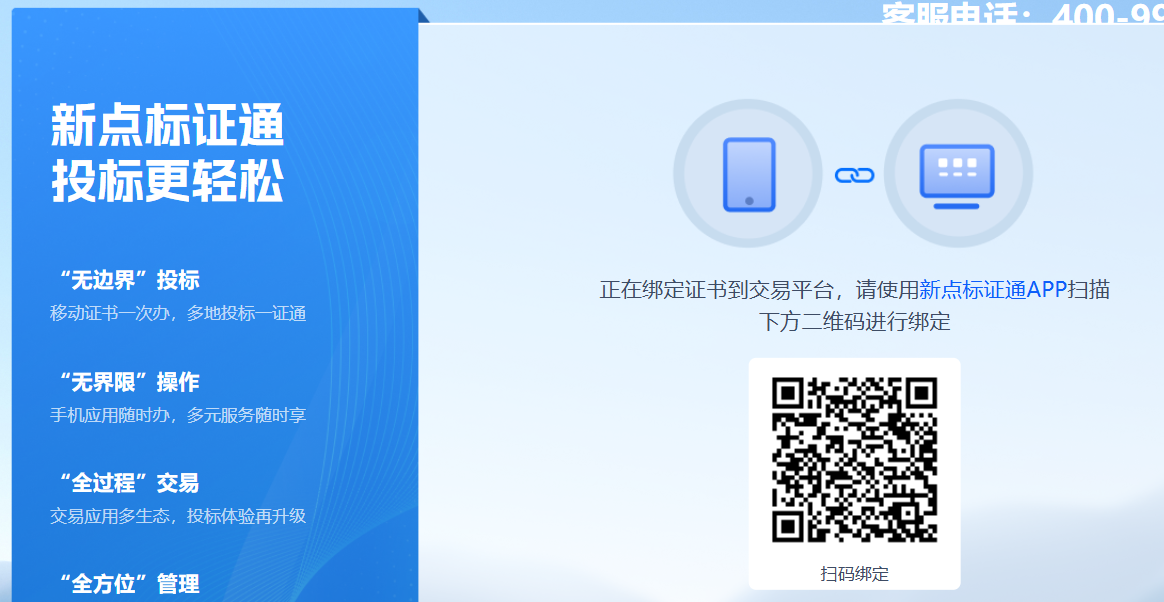 客服电话：400-99
新点标证通
投标更轻松
“无边界”投标
移动证书一次办，多地投标一证通
“无界限”操作
手机应用随时办，多元服务随时享
“全过程”交易
交易应用多生态，投标体验再升级
“全方位”管理
正在绑定证书到交易平台，请使用新点标证通APP扫描
下方二维码进行绑定
扫码绑定